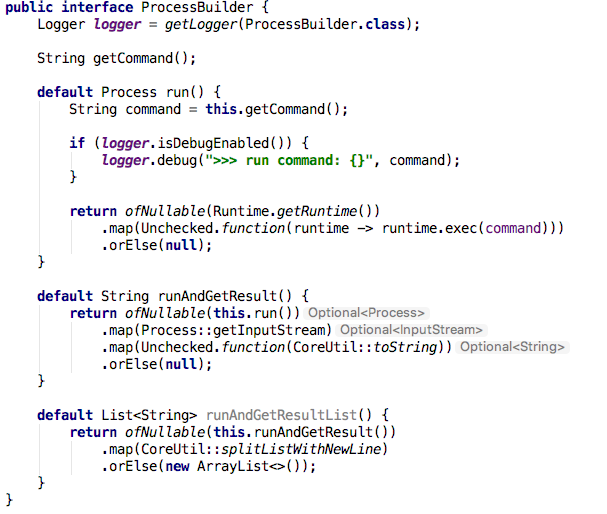 public interface ProcessBuilder {
    Logger logger = getLogger(ProcessBuilder.class);

    String getCommand();

    default Process run() {
        String command = this.getCommand();

        if (logger.isDebugEnabled()) {
            logger.debug(">>> run command: {}", command);
        }

        return ofNullable(Runtime.getRuntime())
            .map(Unchecked.function(runtime -> runtime.exec(command)))
            .orElse(null);
    }

    default String runAndGetResult() {
        return ofNullable(this.run()) Optional<Process>
            .map(Process::getInputStream) Optional<InputStream>
            .map(Unchecked.function(CoreUtil::toString)) Optional<String>
            .orElse(null);
    }

    default List<String> runAndGetResultList() {
        return ofNullable(this.runAndGetResult())
            .map(CoreUtil::splitListWithNewLine)
            .orElse(new ArrayList<>());
    }
}